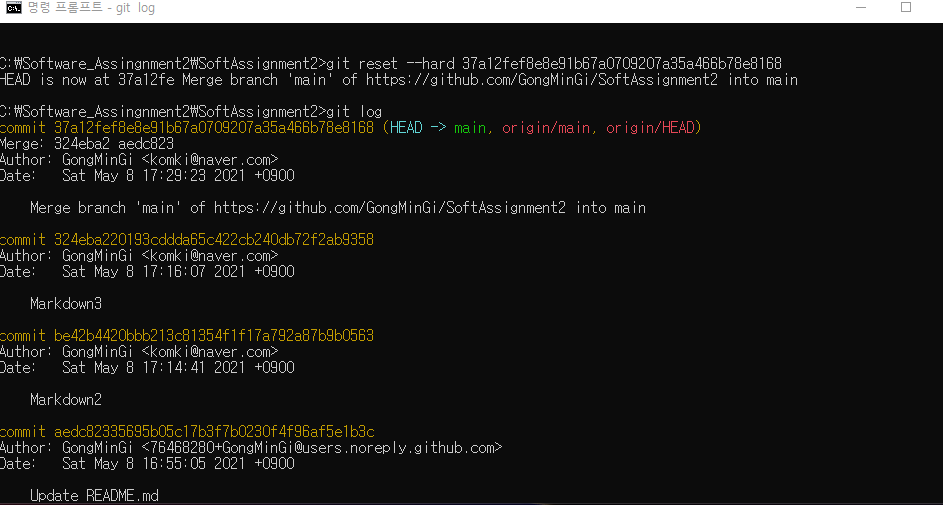 명령 프롬프트 - git log
C:\Software_Assingnment2\SoftAssignment2>git reset --hard 37a12fef8e8e91b67a0709207a35a466b78e8168
HEAD is now at 37a12fe Merge branch 'main' of https://github.com/GongMinGi/SoftAssignment2 into main
C:\Software_Assingnment2\SoftAssignment2>git log
commit 37a12fef8e8e91b67a0709207a35a466b78e8168 (HEAD -> main, origin/main, origin/HEAD)
Merge: 324eba2 aedc823
Author: GongMinGi <komki@naver.com>
Date:   Sat May 8 17:29:23 2021 +0900
Merge branch 'main' of https://github.com/GongMinGi/SoftAssignment2 into main
commit 324eba220193cddda65c422cb240db72f2ab9358
Author: GongMinGi <komki@naver.com>
Date:   Sat May 8 17:16:07 2021 +0900
Markdown3
commit be42b4420bbb213c81354f1f17a792a87b9b0563
Author: GongMinGi <komki@naver.com>
Date:   Sat May 8 17:14:41 2021 +0900
Markdown2
commit aedc82335695b05c17b3f7b0230f4f96af5e1b3c
Author: GongMinGi <76468280+GongMinGi@users.noreply.github.com>
Date:   Sat May 8 16:55:05 2021 +0900
Update README.md